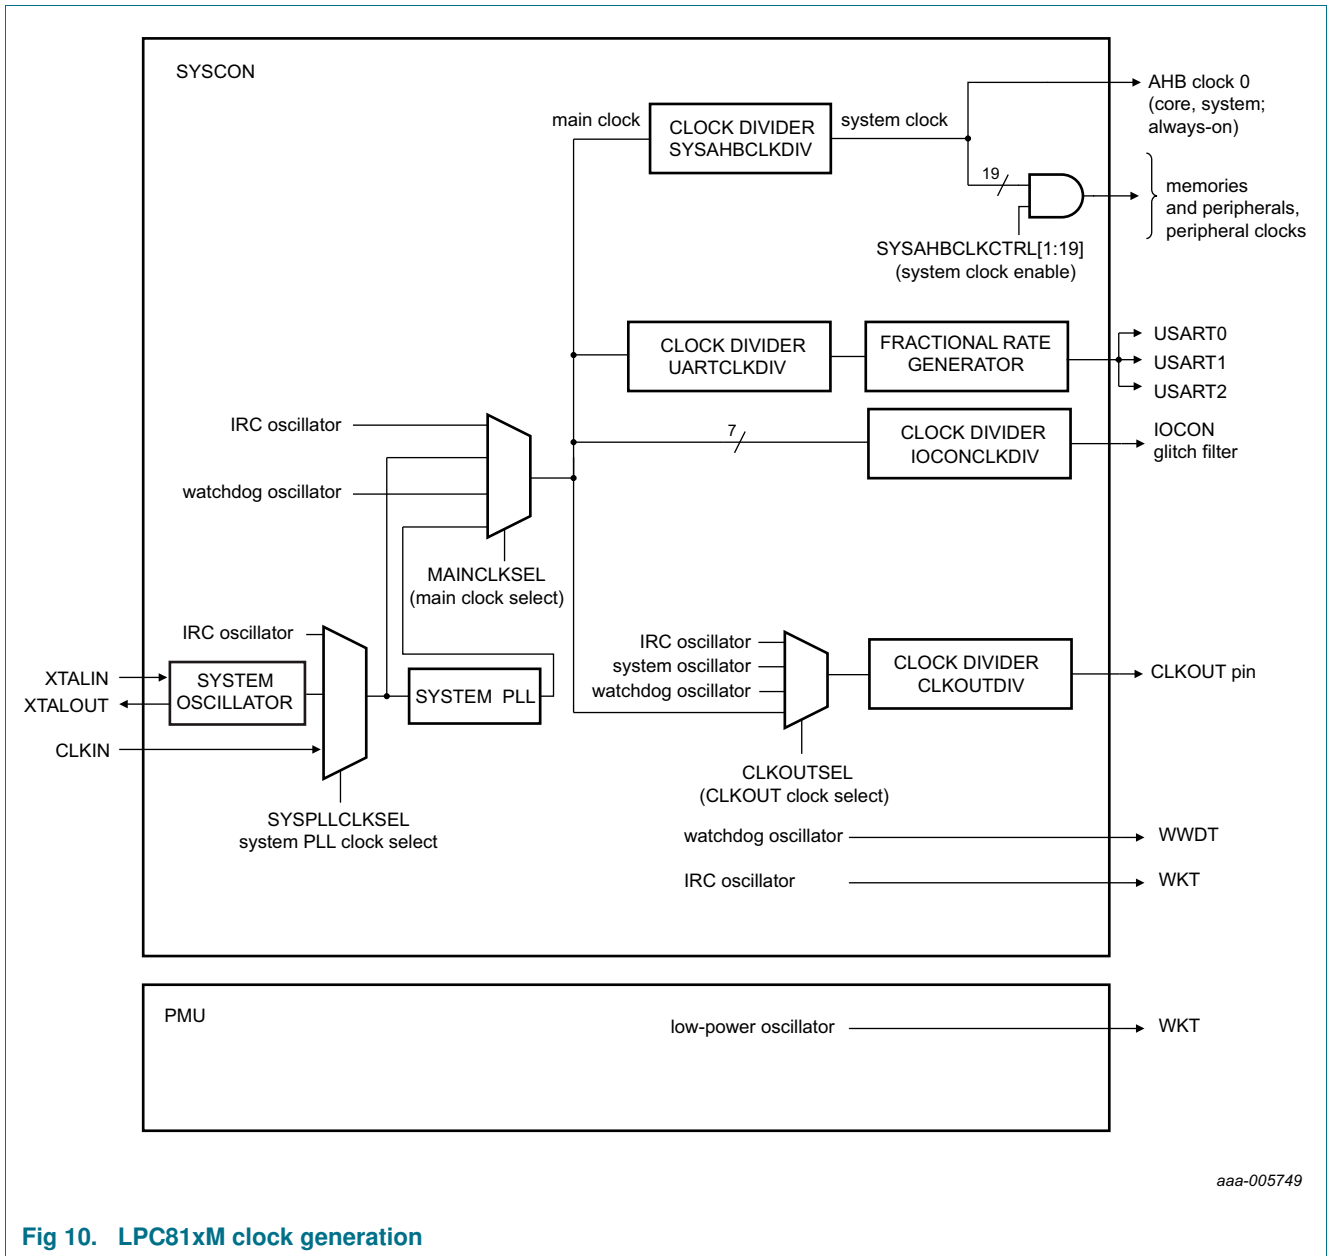 SYSCON
AHB clock 0
(core, system;
always-on)
main clock
CLOCK DIVIDER
SYSAHBCLKDIV
system clock
19
memories
and peripherals,
peripheral clocks
SYSAHBCLKCTRL[1:19]
(system clock enable)
CLOCK DIVIDER
UARTCLKDIV
FRACTIONAL RATE
GENERATOR
USART0
USART1
USART2
IRC oscillator
7
CLOCK DIVIDER
IOCONCLKDIV
IOCON
glitch filter
watchdog oscillator
MAINCLKSEL
(main clock select)
IRC oscillator
XTALIN
XTALOUT
SYSTEM
OSCILLATOR
SYSTEM PLL
CLKIN
SYSPLLCLKSEL
system PLL clock select
IRC oscillator
system oscillator
watchdog oscillator
CLOCK DIVIDER
CLKOUTDIV
CLKOUT pin
CLKOUTSEL
(CLKOUT clock select)
watchdog oscillator
WWDT
IRC oscillator
WKT
PMU
low-power oscillator
WKT
aaa-005749
Fig 10. LPC81xM clock generation